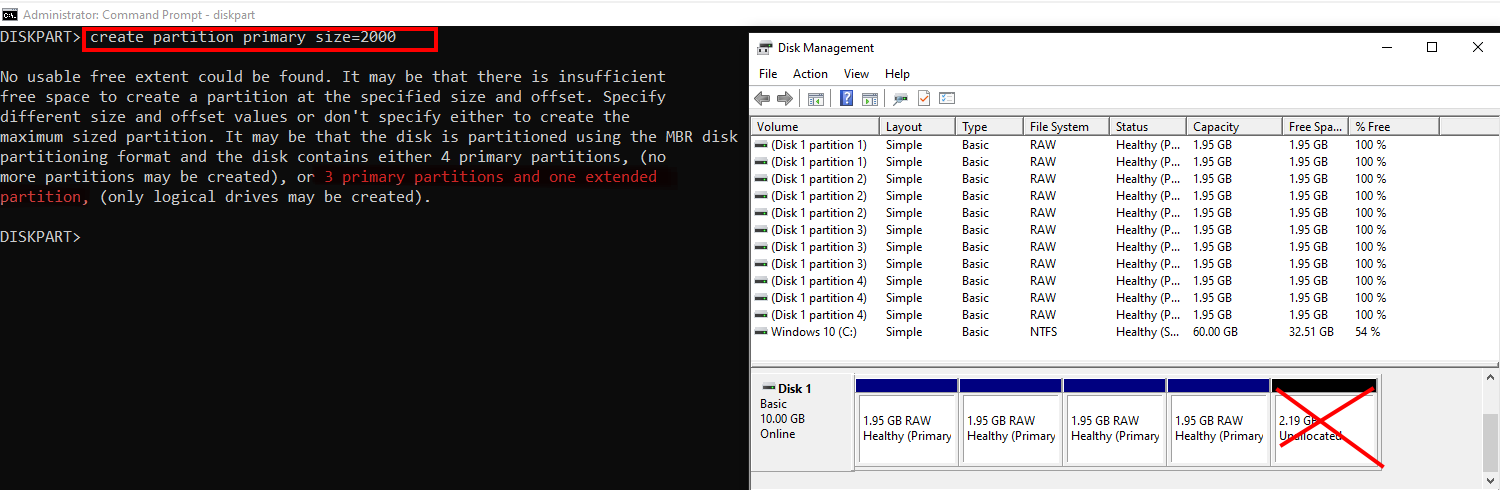 Administrator: Command Prompt - diskpart
DISKPART> create partition primary size=2000
No usable free extent could be found. It may be that there is insufficient
free space to create a partition at the specified size and offset. Specify
different size and offset values or don't specify either to create the
maximum sized partition. It may be that the disk is partitioned using the MBR disk
partitioning format and the disk contains either 4 primary partitions, (no
more partitions may be created), or 3 primary partitions and one extended
partition, (only logical drives may be created).
DISKPART>
Disk Management
File Action View Help
Volume Layout Type File System Status Capacity Free Spa... % Free
(Disk 1 partition 1) Simple Basic RAW Healthy (P... 1.95 GB 1.95 GB 100 %
(Disk 1 partition 1) Simple Basic RAW Healthy (P... 1.95 GB 1.95 GB 100 %
(Disk 1 partition 2) Simple Basic RAW Healthy (P... 1.95 GB 1.95 GB 100 %
(Disk 1 partition 2) Simple Basic RAW Healthy (P... 1.95 GB 1.95 GB 100 %
(Disk 1 partition 2) Simple Basic RAW Healthy (P... 1.95 GB 1.95 GB 100 %
(Disk 1 partition 3) Simple Basic RAW Healthy (P... 1.95 GB 1.95 GB 100 %
(Disk 1 partition 3) Simple Basic RAW Healthy (P... 1.95 GB 1.95 GB 100 %
(Disk 1 partition 3) Simple Basic RAW Healthy (P... 1.95 GB 1.95 GB 100 %
(Disk 1 partition 4) Simple Basic RAW Healthy (P... 1.95 GB 1.95 GB 100 %
(Disk 1 partition 4) Simple Basic RAW Healthy (P... 1.95 GB 1.95 GB 100 %
(Disk 1 partition 4) Simple Basic RAW Healthy (P... 1.95 GB 1.95 GB 100 %
Windows 10 (C:) Simple Basic NTFS Healthy (S... 60.00 GB 32.51 GB 54 %
Disk 1
Basic
10.00 GB
Online
1.95 GB RAW
Healthy (Primary
1.95 GB RAW
Healthy (Primary
1.95 GB RAW
Healthy (Primary
1.95 GB RAW
Healthy (Primary
2.19 GB
Unallocated